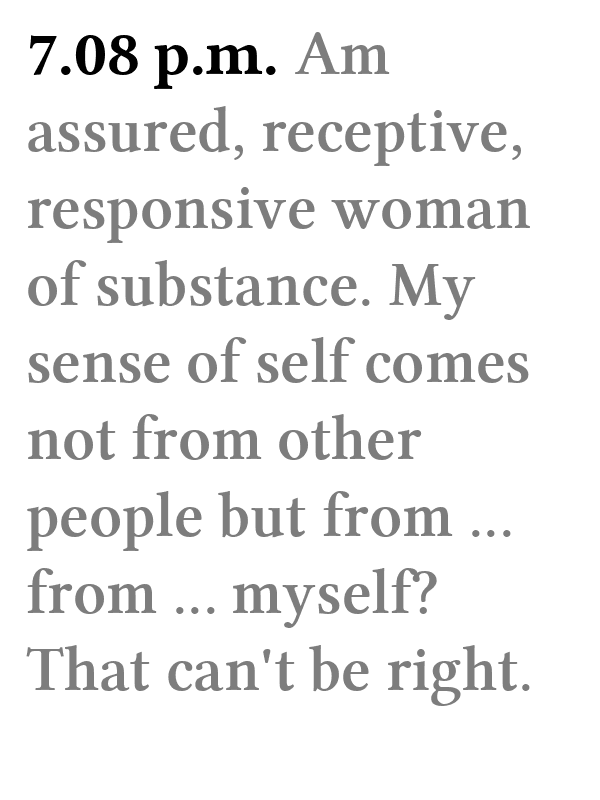 7.08 p.m. Am
assured, receptive,
responsive woman
of substance. My
sense of self comes
not from other
people but from ...
from ... myself?
That can't be right.